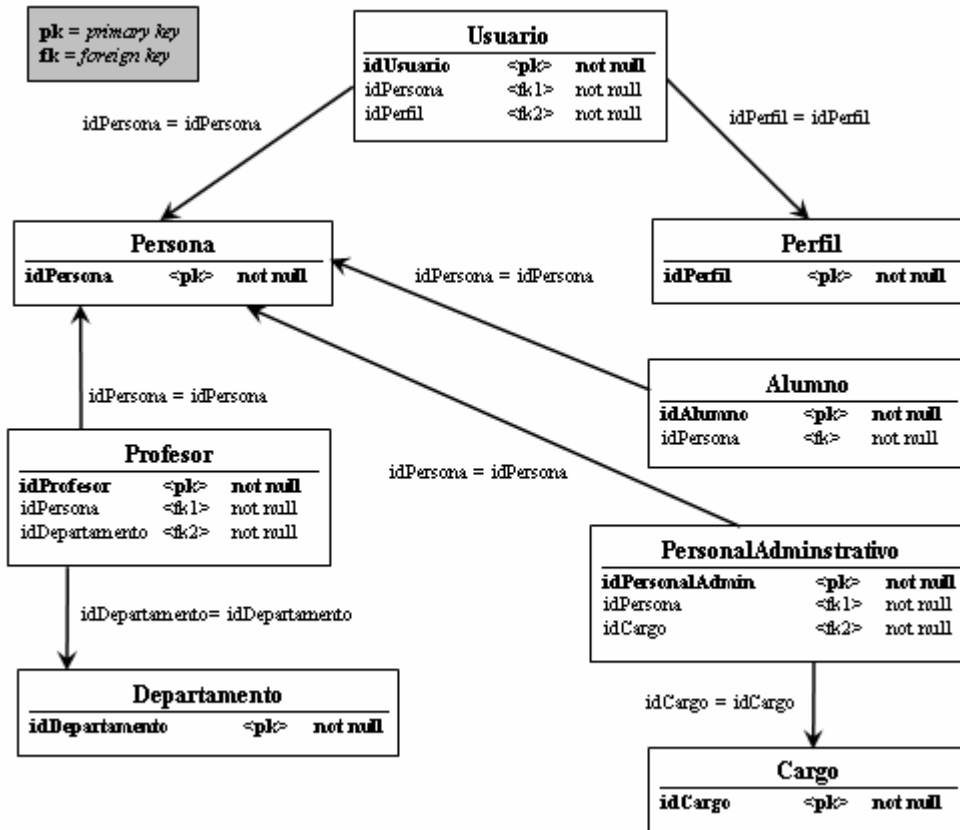 pk = primary key
fk = foreign key
Usuario
idUsuario <pk> not null
idPersona <fk1> not null
idPerfil <fk2> not null
idPersona = idPersona
idPerfil = idPerfil
Persona
idPersona <pk> not null
Perfil
idPerfil <pk> not null
idPersona = idPersona
Alumno
idAlumno <pk> not null
idPersona <fk> not null
idPersona = idPersona
Profesor
idProfesor <pk> not null
idPersona <fk1> not null
idDepartamento <fk2> not null
idPersona = idPersona
PersonalAdminstrativo
idPersonalAdmin <pk> not null
idPersona <fk1> not null
idCargo <fk2> not null
idDepartamento= idDepartamento
Departamento
idDepartamento <pk> not null
idCargo = idCargo
Cargo
idCargo <pk> not null